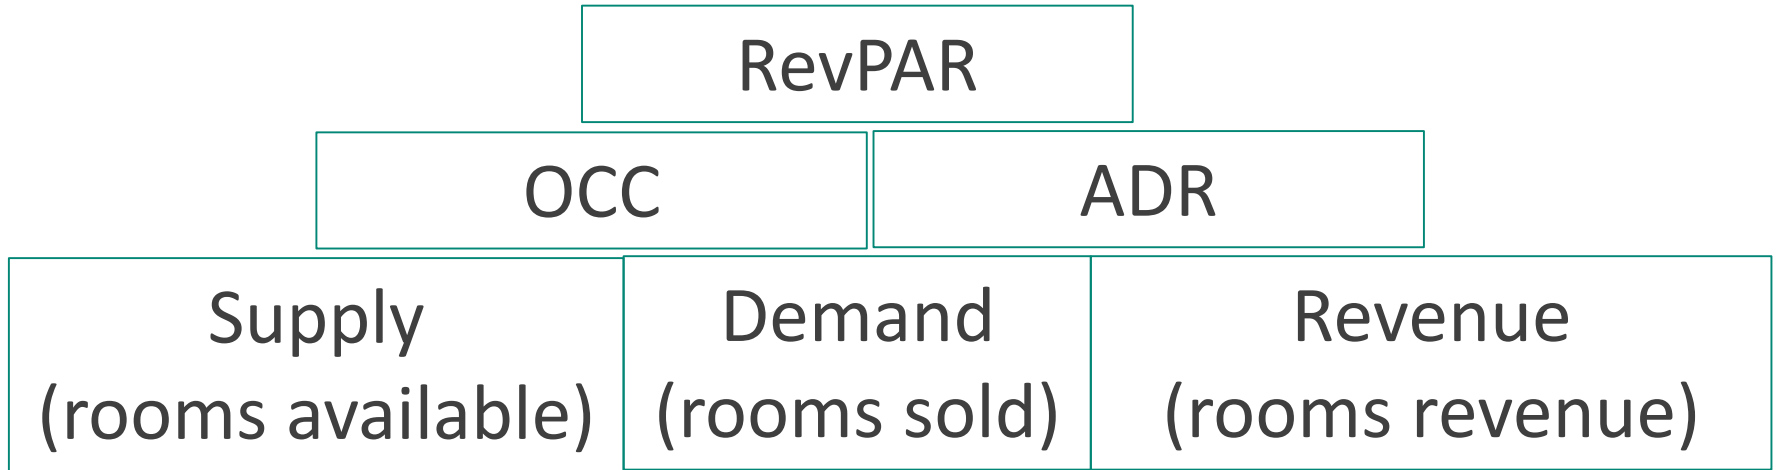 RevPAR
OCC
ADR
Supply
(rooms available)
Demand
(rooms sold)
Revenue
(rooms revenue)